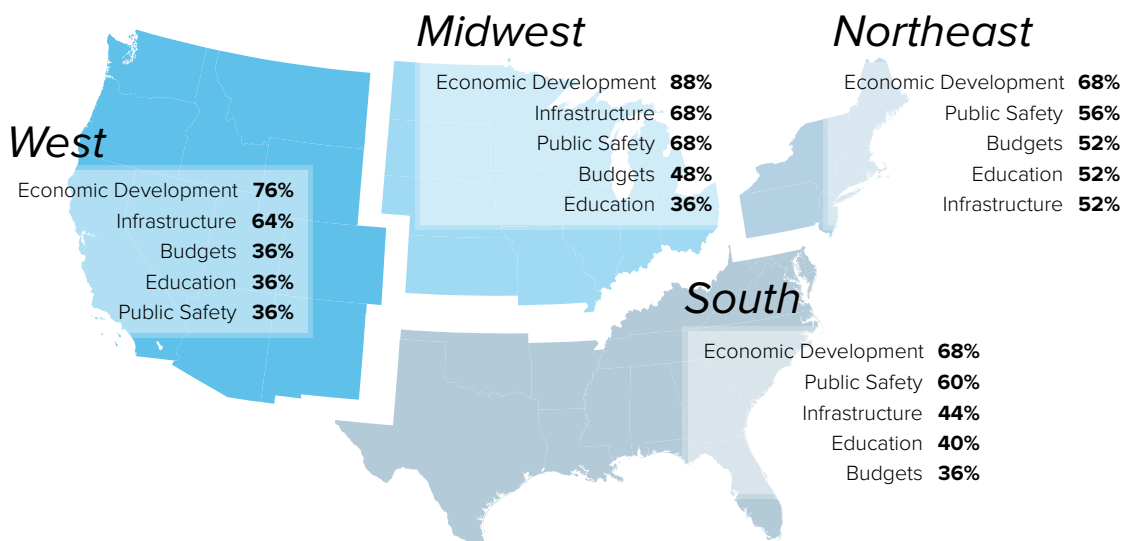 Midwest
Economic Development 88%
Infrastructure 68%
Public Safety 68%
Budgets 48%
Education 36%
Northeast
Economic Development 68%
Public Safety 56%
Budgets 52%
Education 52%
Infrastructure 52%
West
Economic Development 76%
Infrastructure 64%
Budgets 36%
Education 36%
Public Safety 36%
South
Economic Development 68%
Public Safety 60%
Infrastructure 44%
Education 40%
Budgets 36%